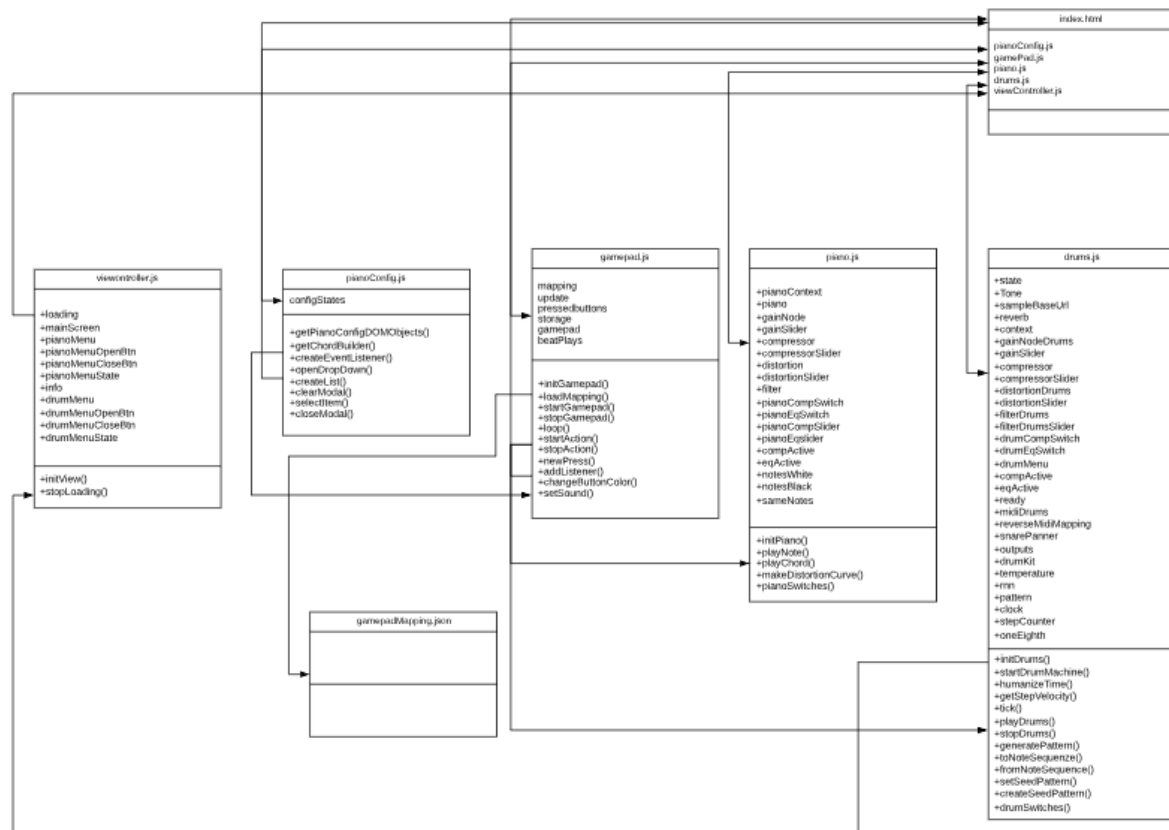 index.html
pianoConfig.js
gamePad.js
piano.js
drums.js
viewController.js
viewontroller.js
+loading
+mainScreen
+pianoMenu
+pianoMenuOpenBtn
+pianoMenuCloseBtn
+pianoMenuState
+info
+drumMenu
+drumMenuOpenBtn
+drumMenuCloseBtn
+drumMenuState
+initView()
+stopLoading()
pianoConfig.js
configStates
+getPianoConfigDOMObjects()
+getChordBuilder()
+createEventListener()
+openDropDown()
+createList()
+clearModal()
+selectItem()
+closeModal()
gamepad.js
mapping
update
pressedbuttons
storage
gamepad
beatPlays
+initGamepad()
+loadMapping()
+startGamepad()
+stopGamepad()
+loop()
+startAction()
+stopAction()
+newPress()
+addListener()
+changeButtonColor()
+setSound()
piano.js
+pianoContext
+piano
+gainNode
+gainSlider
+compressor
+compressorSlider
+distortion
+distortionSlider
+filter
+pianoCompSwitch
+pianoEqSwitch
+pianoCompSlider
+pianoEqslider
+compActive
+eqActive
+notesWhite
+notesBlack
+sameNotes
+initPiano()
+playNote()
+playChord()
+makeDistortionCurve()
+pianoSwitches()
drums.js
+state
+Tone
+sampleBaseUrl
+reverb
+context
+gainNodeDrums
+gainSlider
+compressor
+compressorSlider
+distortionDrums
+distortionSlider
+filterDrums
+filterDrumsSlider
+drumCompSwitch
+drumEqSwitch
+drumMenu
+compActive
+eqActive
+ready
+midiDrums
+reverseMidiMapping
+snarePanner
+outputs
+drumKit
+temperature
+rnn
+pattern
+clock
+stepCounter
+oneEighth
+initDrums()
+startDrumMachine()
+humanizeTime()
+getStepVelocity()
+tick()
+playDrums()
+stopDrums()
+generatePattern()
+toNoteSequenze()
+fromNoteSequence()
+setSeedPattern()
+createSeedPattern()
+drumSwitches()
gamepadMapping.json